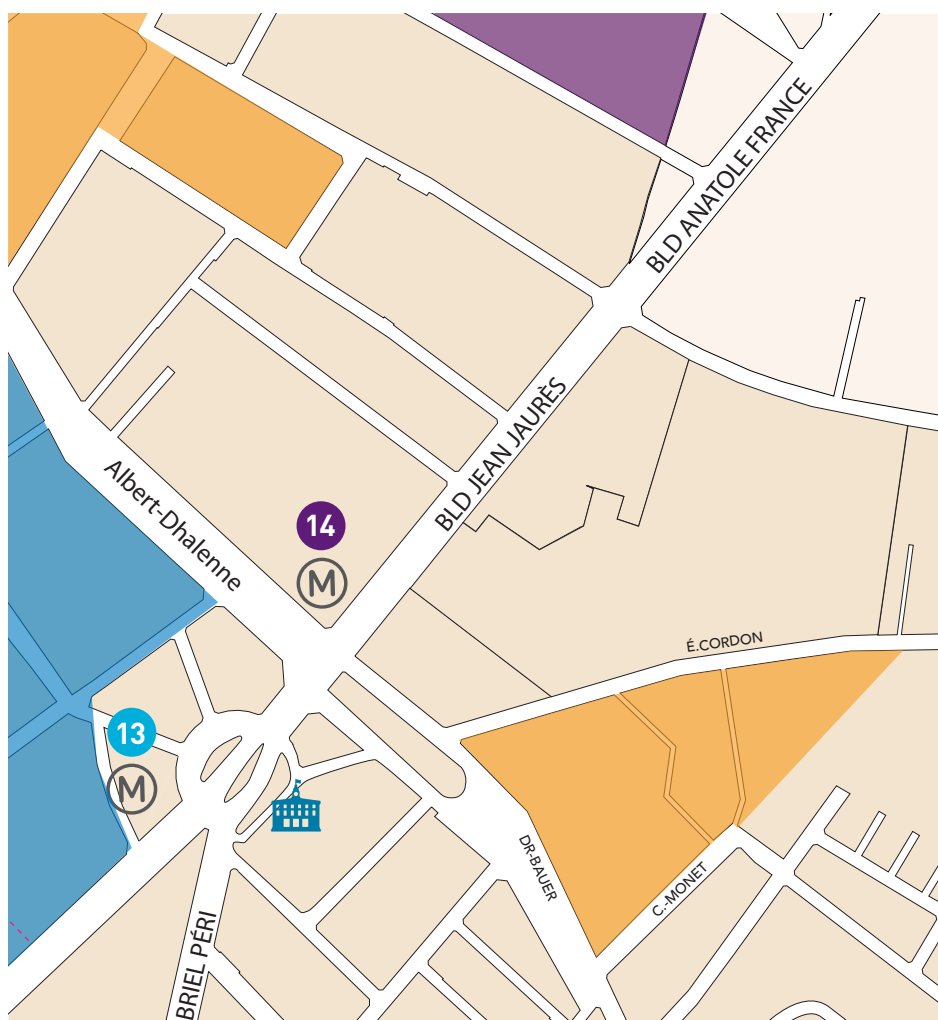 BLD ANATOLE FRANCE
BLD JEAN JAURÈS
Albert-Dhalenne
14
M
É.CORDON
13
M
DR-BAUER
C.-MONET
BRIEL PÉRI